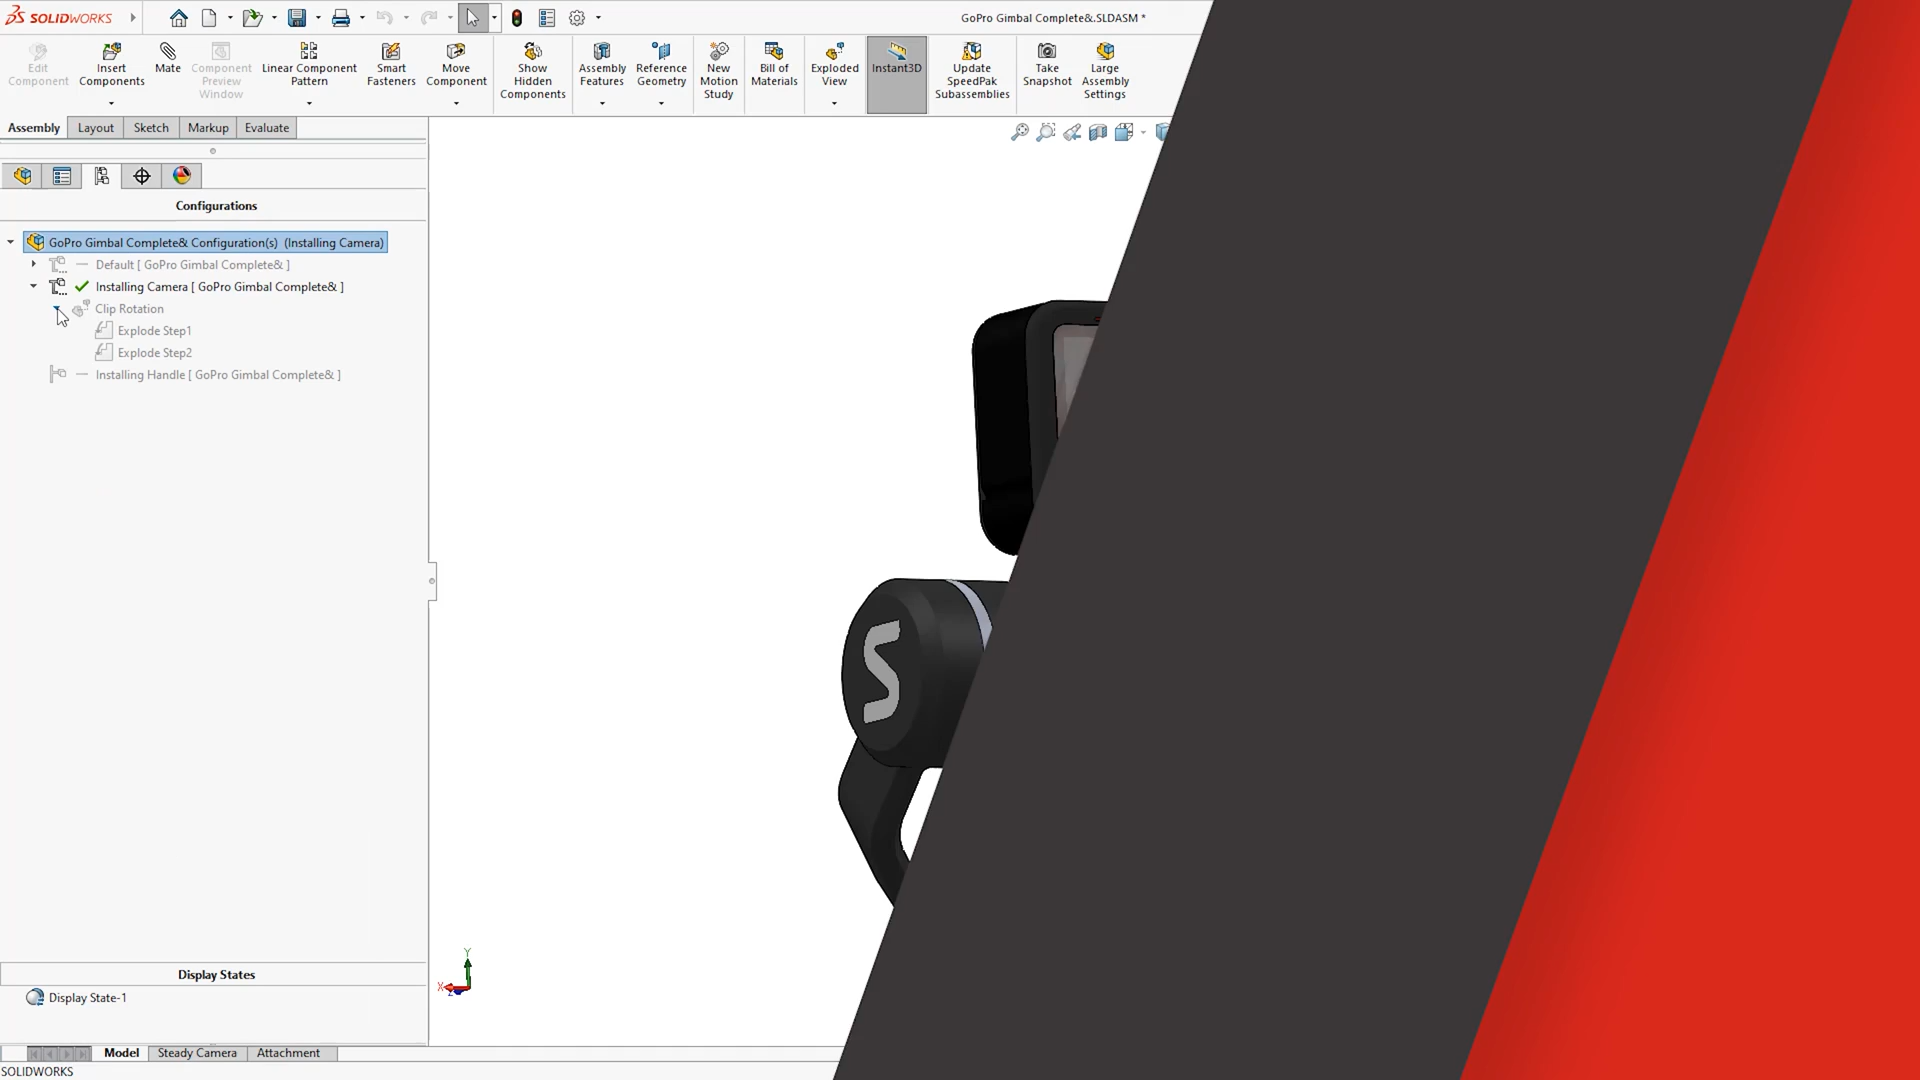 SOLIDWORKS
GoPro Gimbal Complete&.SLDASM *
Edit Component
Insert Components
Mate
Component Preview Window
Linear Component Pattern
Smart Fasteners
Move Component
Show Hidden Components
Assembly Features
Reference Geometry
New Motion Study
Bill of Materials
Exploded View
Instant3D
Update SpeedPak Subassemblies
Take Snapshot
Large Assembly Settings
Assembly Layout Sketch Markup Evaluate
Configurations
GoPro Gimbal Complete& Configuration(s) (Installing Camera)
Default [ GoPro Gimbal Complete& ]
Installing Camera [ GoPro Gimbal Complete& ]
Clip Rotation
Explode Step1
Explode Step2
Installing Handle [ GoPro Gimbal Complete& ]
S
Y
X
Z
Display States
Display State-1
Model Steady Camera Attachment
SOLIDWORKS